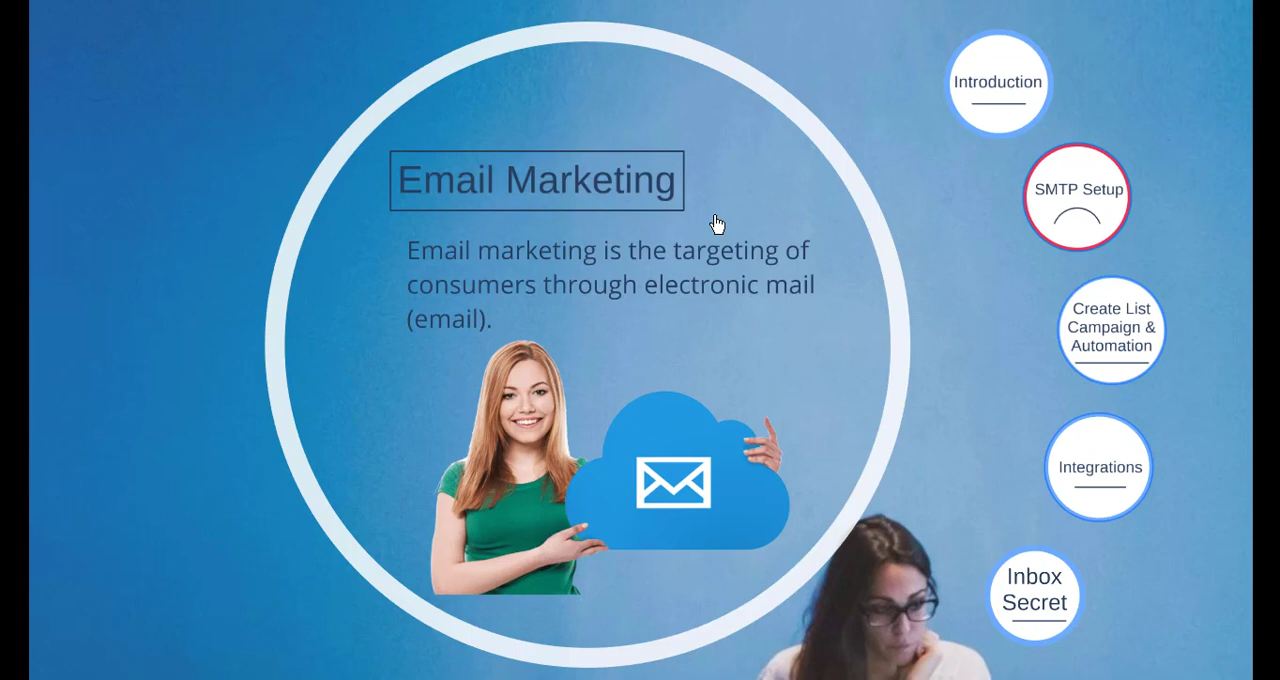 Email Marketing
Email marketing is the targeting of
consumers through electronic mail
(email).
Introduction
SMTP Setup
Create List
Campaign &
Automation
Integrations
Inbox
Secret